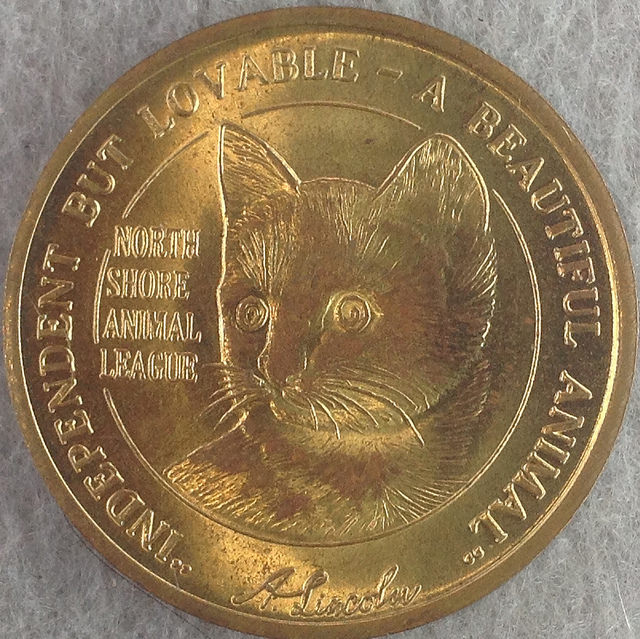 "INDEPENDENT BUT LOVABLE - A BEAUTIFUL ANIMAL"
NORTH
SHORE
ANIMAL
LEAGUE
A. Lincoln